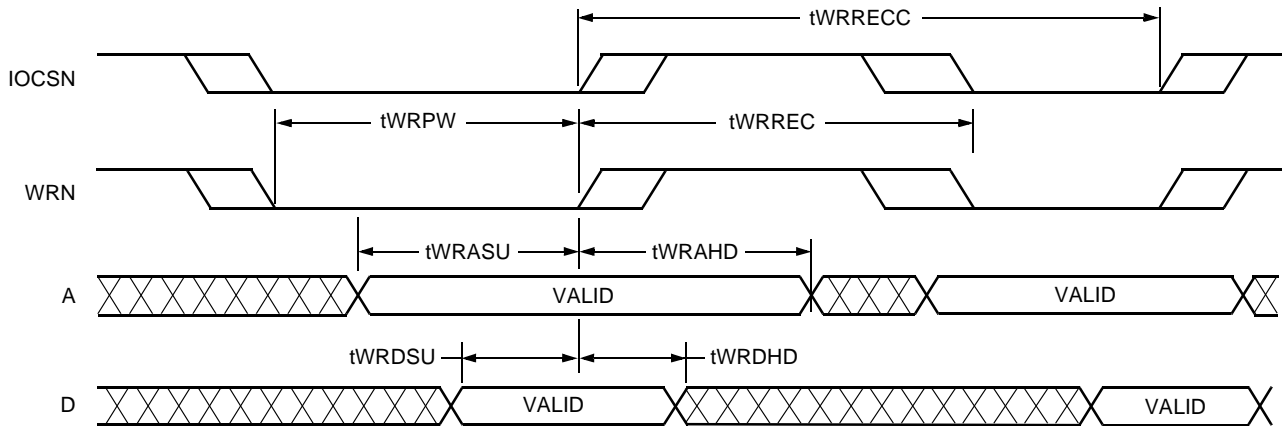 tWRRECC
IOCSN
tWRPW
tWRREC
WRN
tWRASU
tWRAHD
A
VALID
VALID
tWRDSU
tWRDHD
D
VALID
VALID